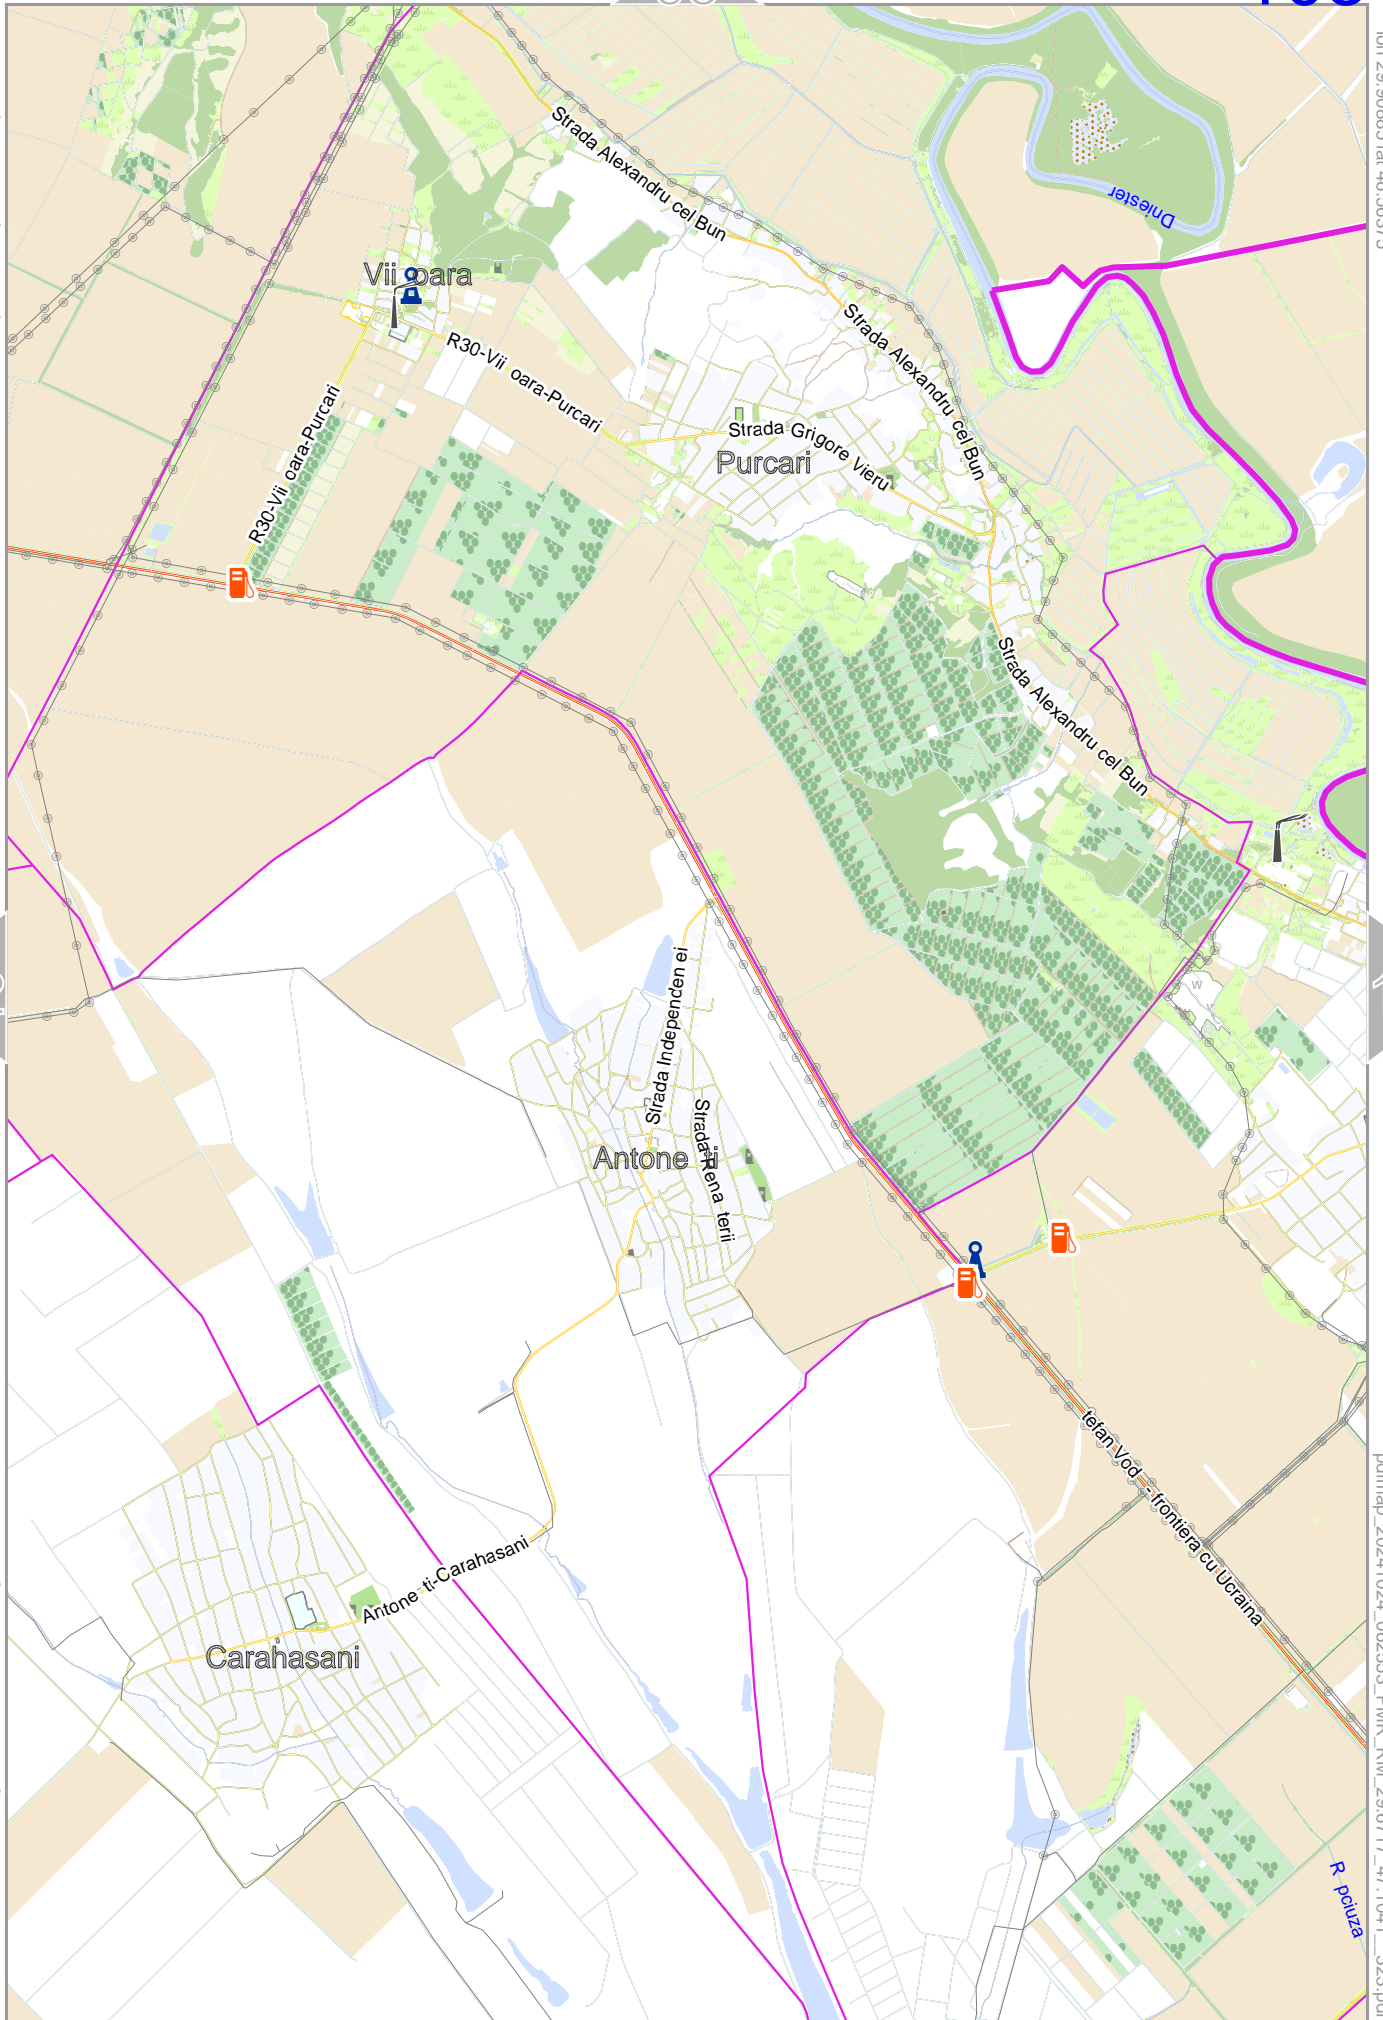 Strada Alexandru cel Bun
Dniester
Vii oara
R30-Vii oara-Purcari
Strada Alexandru cel Bun
R30-Vii oara-Purcari
Strada Grigore Vieru
Purcari
Strada Alexandru cel Bun
Strada Independen ei
Strada Rena terii
Antone ti
W
W
tefan Vod - frontiera cu Ucraina
Antone ti-Carahasani
Carahasani
R pciuza